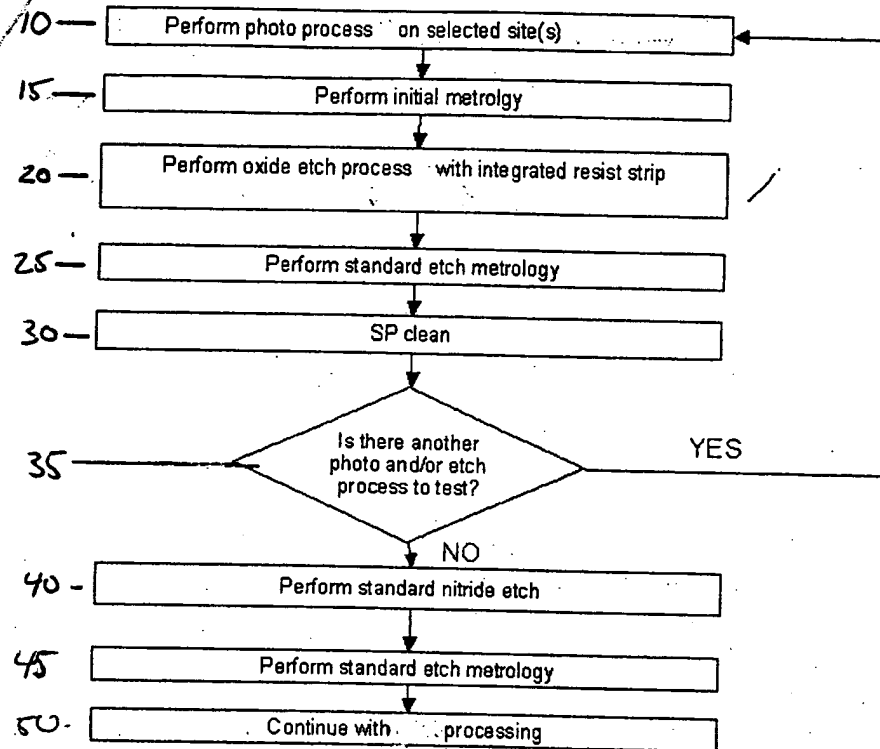 10 Perform photo process on selected site(s)
15 Perform initial metrolgy
20 Perform oxide etch process with integrated resist strip
25 Perform standard etch metrology
30 SP clean
35 Is there another
photo and/or etch
process to test?
YES
NO
40 Perform standard nitride etch
45 Perform standard etch metrology
50 Continue with processing